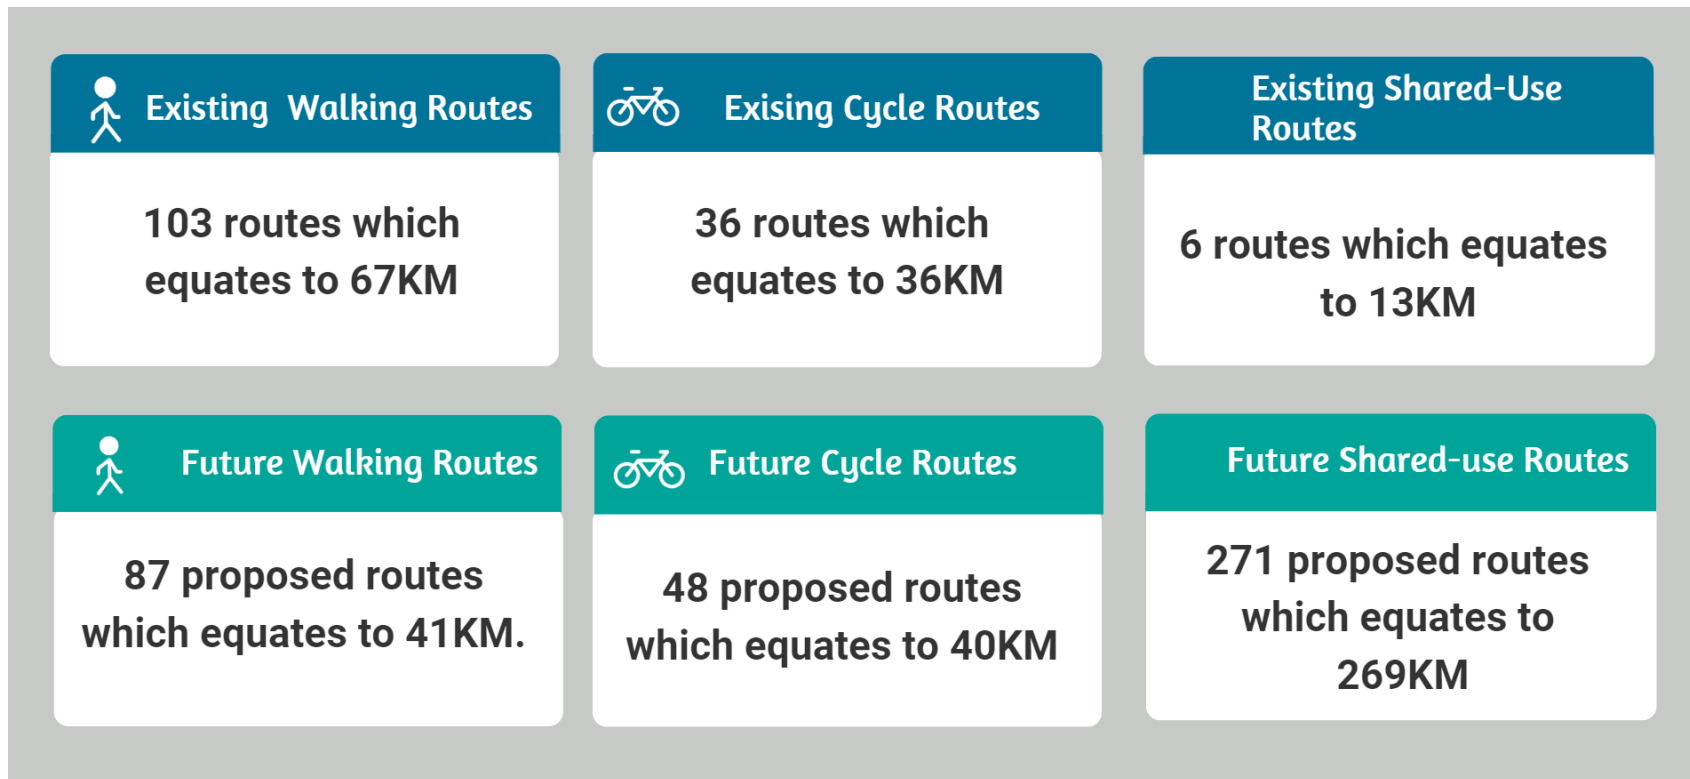 Existing Walking Routes
103 routes which
equates to 67KM
Exising Cycle Routes
36 routes which
equates to 36KM
Existing Shared-Use
Routes
6 routes which equates
to 13KM
Future Walking Routes
87 proposed routes
which equates to 41KM.
Future Cycle Routes
48 proposed routes
which equates to 40KM
Future Shared-use Routes
271 proposed routes
which equates to
269KM